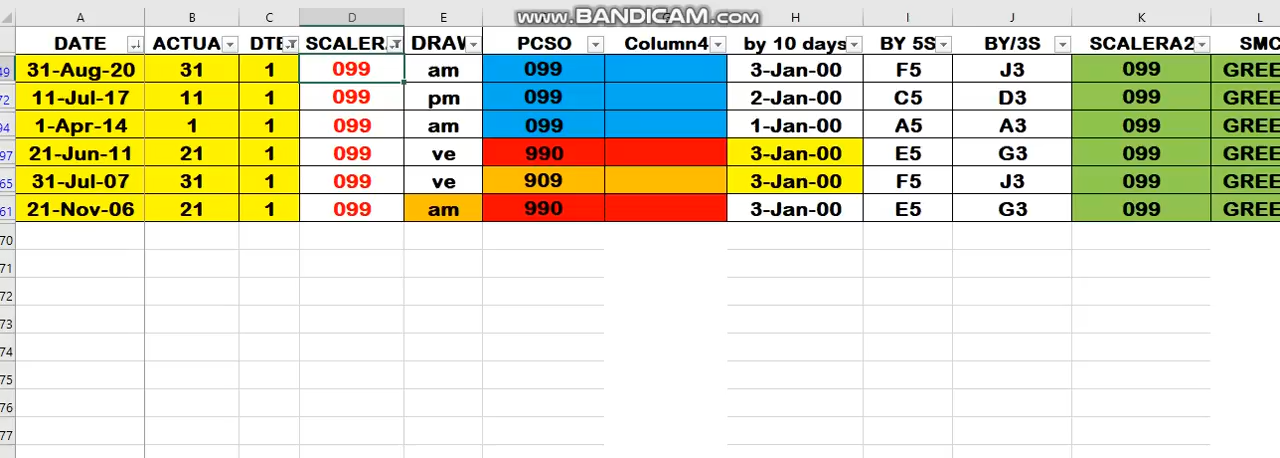 www.BANDICAM.com
A B C D E G H I J K L
DATE ACTUA DTE SCALER DRAW PCSO Column4 by 10 days BY 5S BY/3S SCALERA2 SMC
49 31-Aug-20 31 1 099 am 099 3-Jan-00 F5 J3 099 GREE
72 11-Jul-17 11 1 099 pm 099 2-Jan-00 C5 D3 099 GREE
94 1-Apr-14 1 1 099 am 099 1-Jan-00 A5 A3 099 GREE
97 21-Jun-11 21 1 099 ve 990 3-Jan-00 E5 G3 099 GREE
65 31-Jul-07 31 1 099 ve 909 3-Jan-00 F5 J3 099 GREE
61 21-Nov-06 21 1 099 am 990 3-Jan-00 E5 G3 099 GREE
70
71
72
73
74
75
76
77